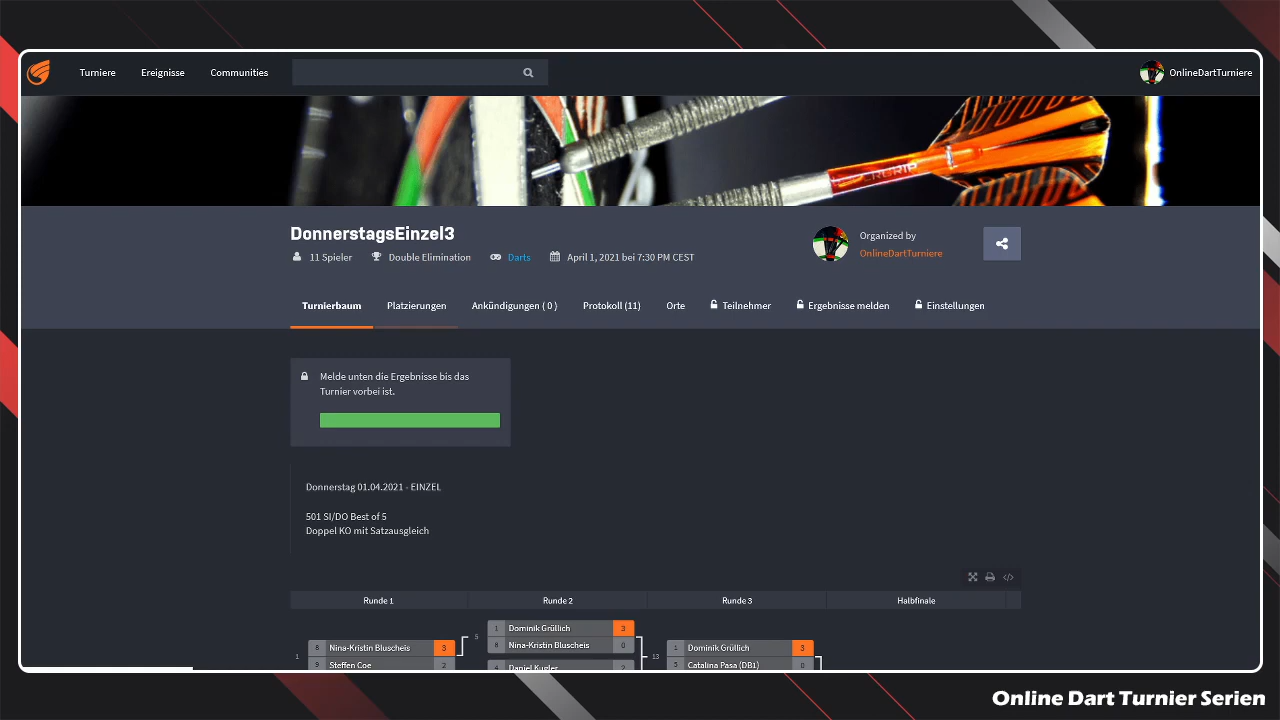 Turniere
Ereignisse
Communities
OnlineDartTurniere
DonnerstagsEinzel3
11 Spieler
Double Elimination
Darts
April 1, 2021 bei 7:30 PM CEST
Organized by
OnlineDartTurniere
Turnierbaum
Platzierungen
Ankündigungen ( 0 )
Protokoll (11)
Orte
Teilnehmer
Ergebnisse melden
Einstellungen
Melde unten die Ergebnisse bis das
Turnier vorbei ist.
Donnerstag 01.04.2021 - EINZEL
501 SI/DO Best of 5
Doppel KO mit Satzausgleich
Runde 1
Runde 2
Runde 3
Halbfinale
1
8 Nina-Kristin Bluscheis 3
9 Steffen Coe 2
5
1 Dominik Grüllich 3
8 Nina-Kristin Bluscheis 0
Daniel Kugler 2
13
1 Dominik Grüllich 3
5 Catalina Pasa (DB1) 0
Online Dart Turnier Serien